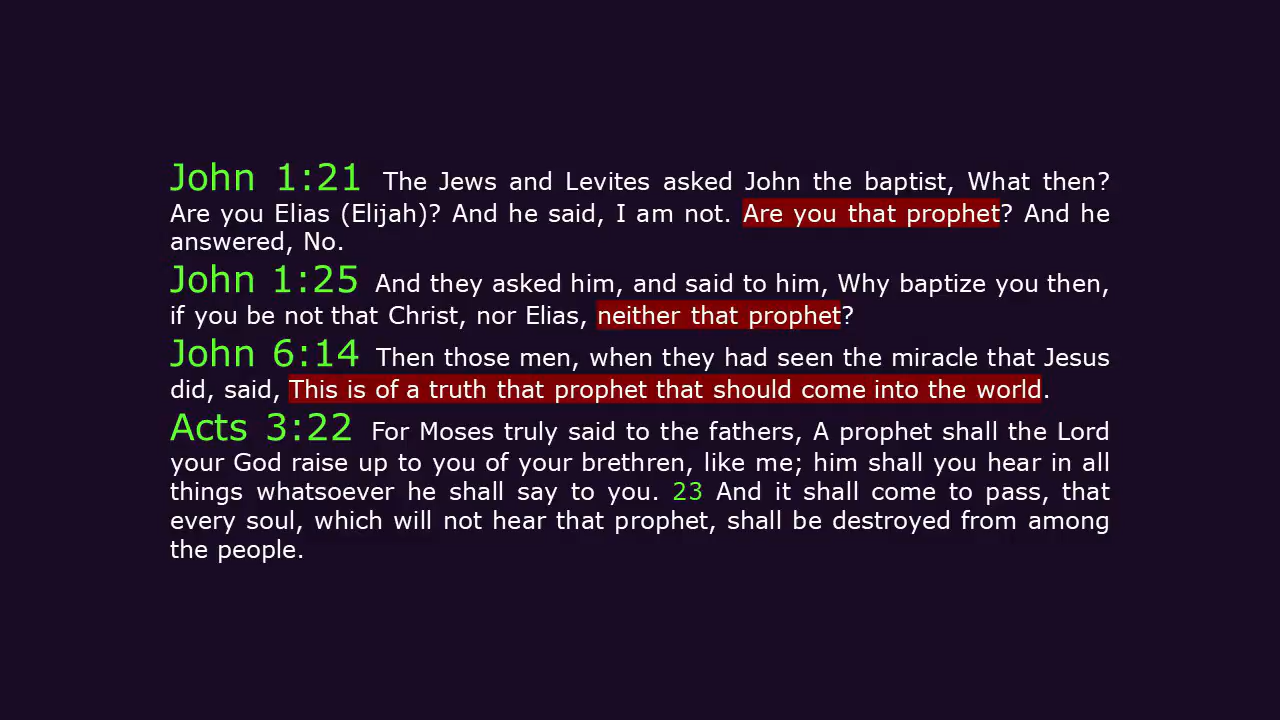 John 1:21 The Jews and Levites asked John the baptist, What then?
Are you Elias (Elijah)? And he said, I am not. Are you that prophet? And he
answered, No.
John 1:25 And they asked him, and said to him, Why baptize you then,
if you be not that Christ, nor Elias, neither that prophet?
John 6:14 Then those men, when they had seen the miracle that Jesus
did, said, This is of a truth that prophet that should come into the world.
Acts 3:22 For Moses truly said to the fathers, A prophet shall the Lord
your God raise up to you of your brethren, like me; him shall you hear in all
things whatsoever he shall say to you. 23 And it shall come to pass, that
every soul, which will not hear that prophet, shall be destroyed from among
the people.